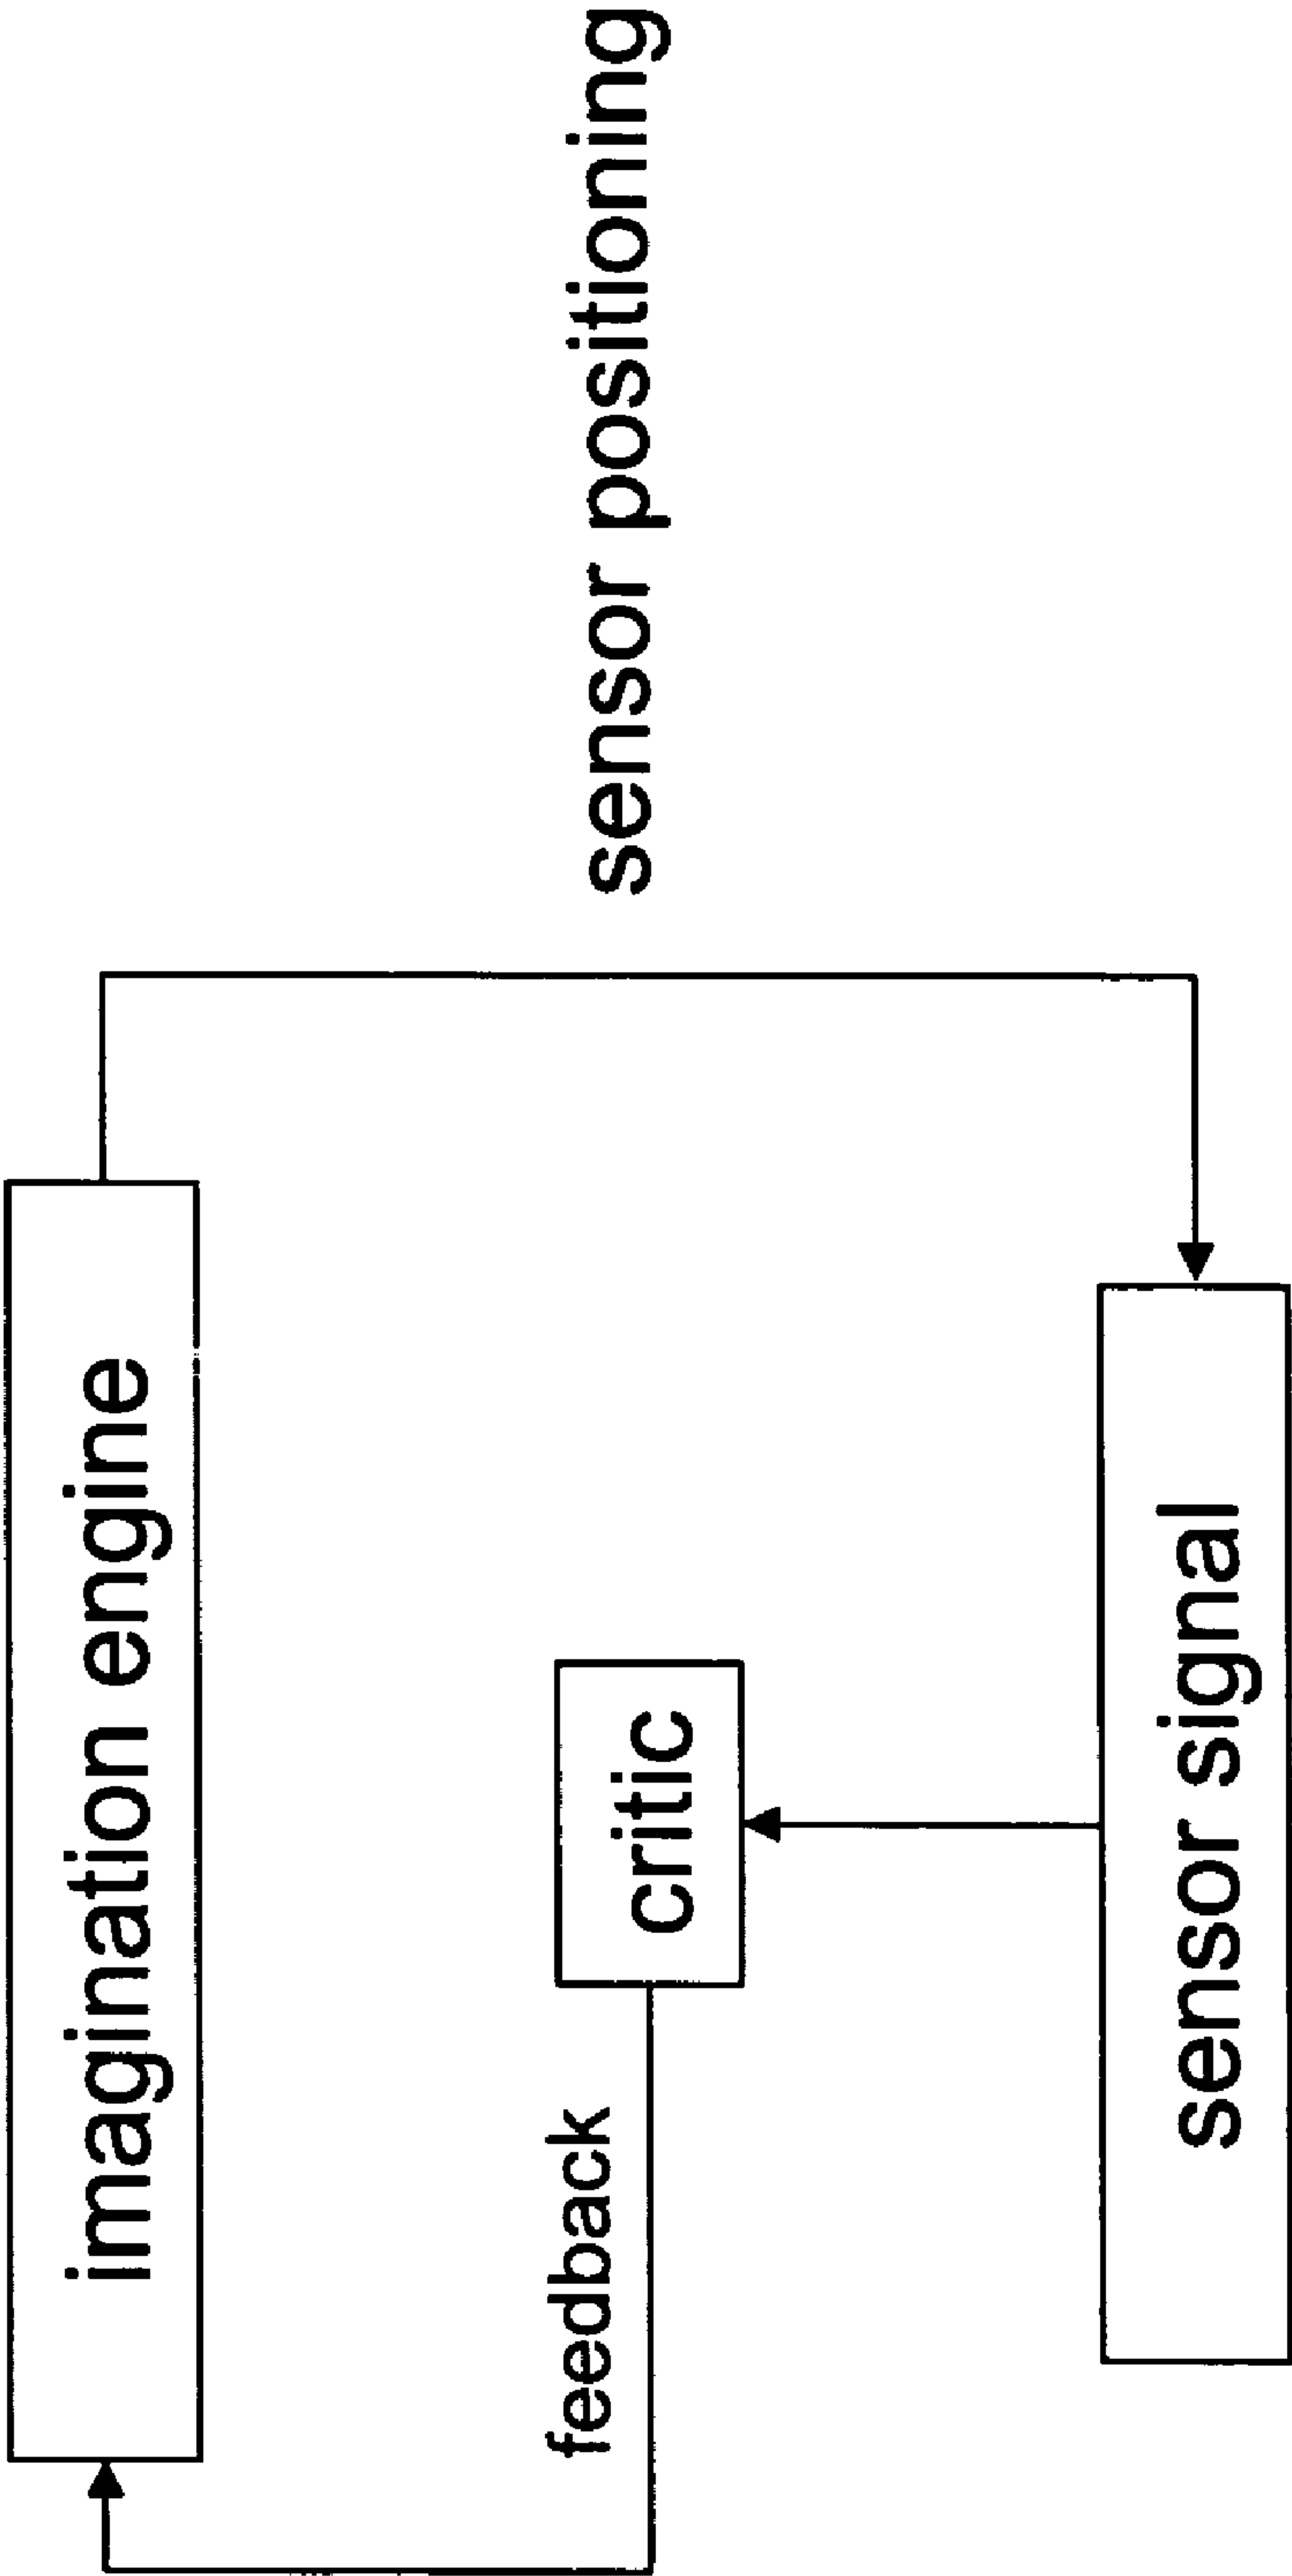 imagination engine
feedback
critic
sensor positioning
sensor signal